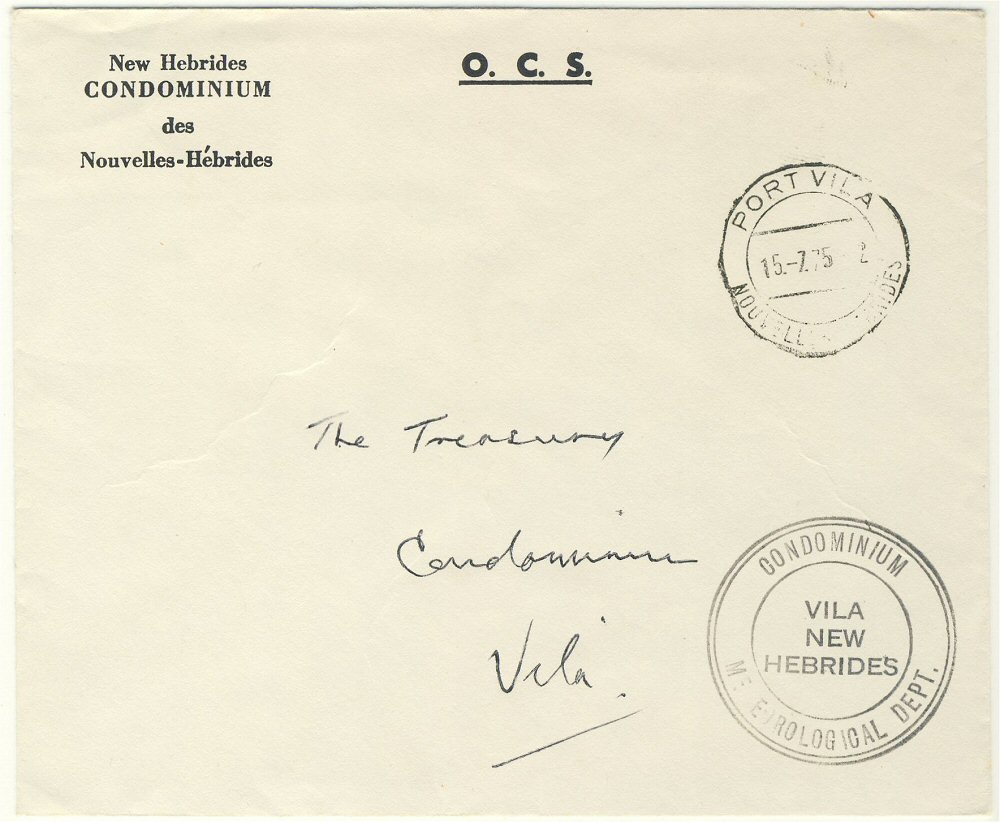 New Hebrides
CONDOMINIUM
des
Nouvelles-Hébrides
O. C. S.
PORT VILA
15.-7.75
The Treasury
Condominium
Vila.
CONDOMINIUM
VILA
NEW
HEBRIDES
DEPT.